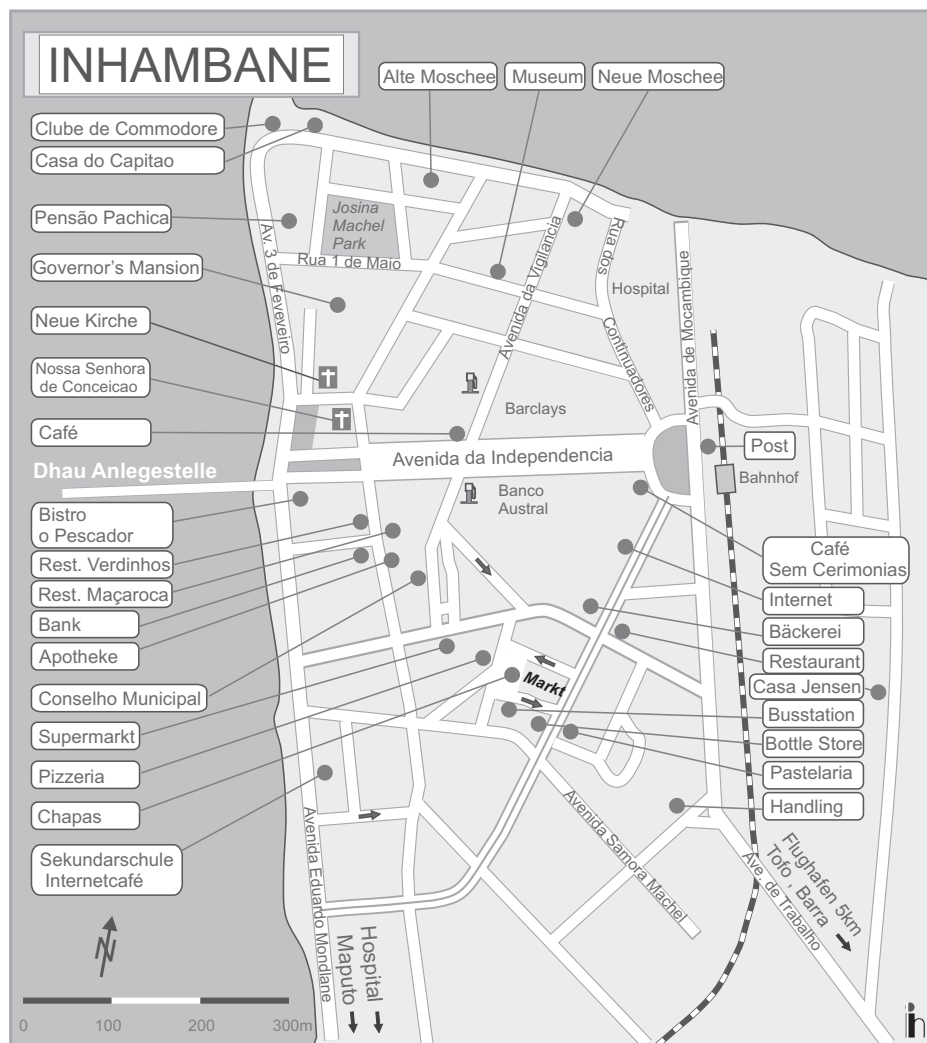 INHAMBANE
Alte Moschee
Museum
Neue Moschee
Clube de Commodore
Casa do Capitao
Pensão Pachica
Governor's Mansion
Neue Kirche
Nossa Senhora
de Conceicao
Café
Dhau Anlegestelle
Bistro
o Pescador
Rest. Verdinhos
Rest. Maçaroca
Bank
Apotheke
Conselho Municipal
Supermarkt
Pizzeria
Chapas
Sekundarschule
Internetcafé
Josina
Machel
Park
Rua 1 de Maio
Av. 3 de Feveveiro
Avenida da Vigilancia
Rua dos
Continuadores
Hospital
Avenida de Mocambique
Barclays
Avenida da Independencia
Banco
Austral
Post
Bahnhof
Café
Sem Cerimonias
Internet
Bäckerei
Restaurant
Casa Jensen
Busstation
Bottle Store
Pastelaria
Handling
Markt
Avenida Samora Machel
Avenida Eduardo Mondlane
Ave. de Trabalho
Flughafen 5km
Tofo , Barra
Hospital
Maputo
N
0 100 200 300m
ih